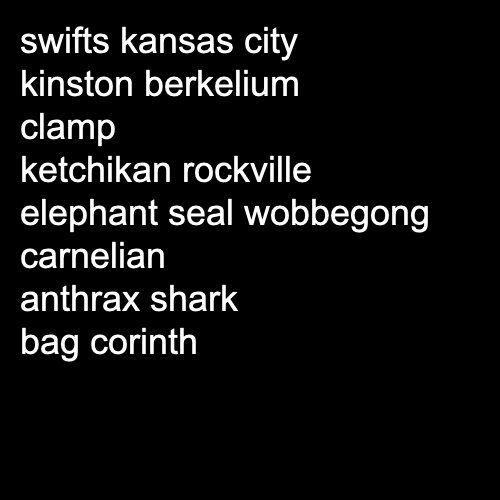 swifts kansas city
kinston berkelium
clamp
ketchikan rockville
elephant seal wobbegong
carnelian
anthrax shark
bag corinth